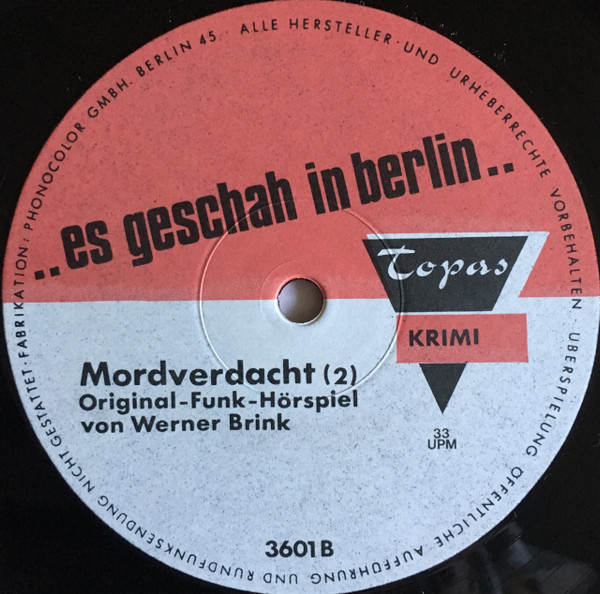 FABRIKATION: PHONOCOLOR GMBH. BERLIN 45. · ALLE HERSTELLER- UND URHEBERRECHTE VORBEHALTEN. ÜBERSPIELUNG, ÖFFENTLICHE AUFFÜHRUNG UND RUNDFUNKSENDUNG NICHT GESTATTET ·
..es geschah in berlin..
topas
KRIMI
Mordverdacht (2)
Original-Funk-Hörspiel
von Werner Brink
33
UPM
3601 B